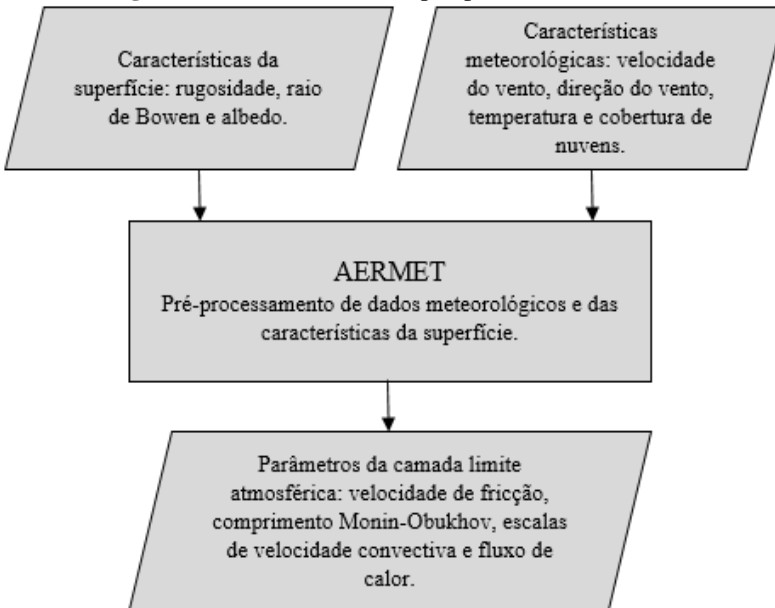 Características da
superfície: rugosidade, raio
de Bowen e albedo.
Características
meteorológicas: velocidade
do vento, direção do vento,
temperatura e cobertura de
nuvens.
AERMET
Pré-processamento de dados meteorológicos e das
características da superfície.
Parâmetros da camada limite
atmosférica: velocidade de fricção,
comprimento Monin-Obukhov, escalas
de velocidade convectiva e fluxo de
calor.